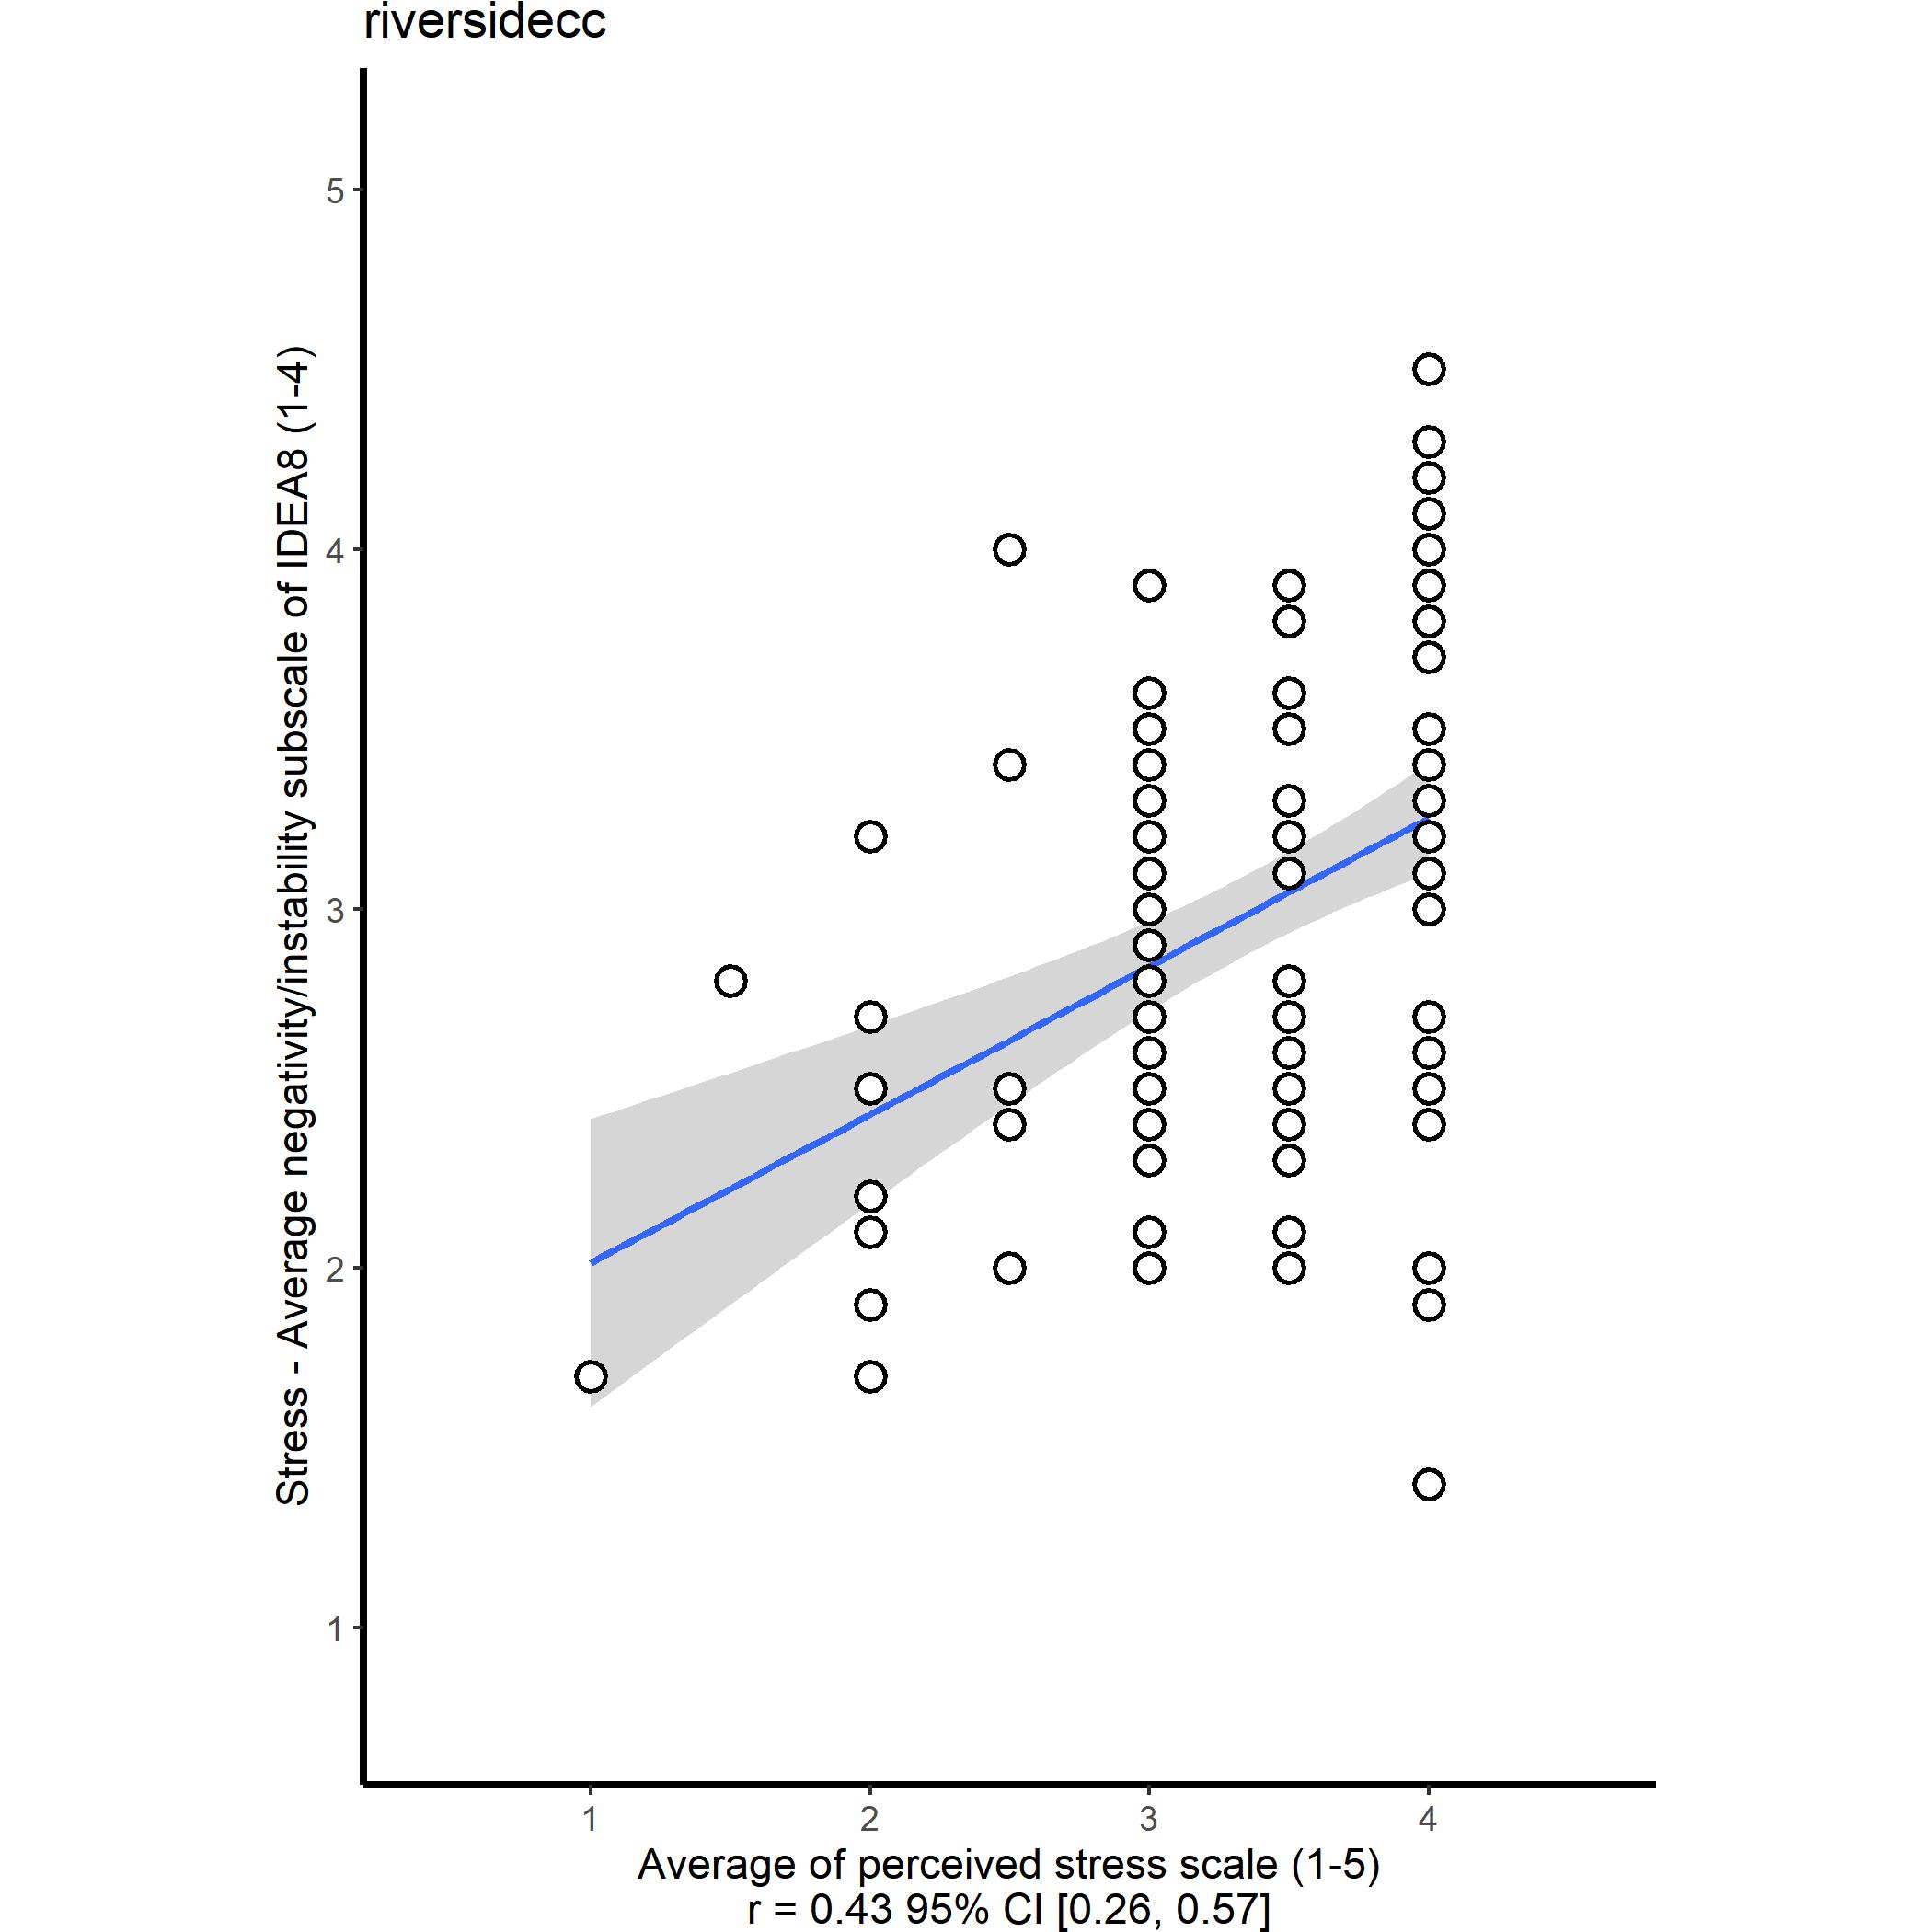 riversidecc
Stress - Average negativity/instability subscale of IDEA8 (1-4)
5
4
3
2
1
1
2
3
4
Average of perceived stress scale (1-5)
r = 0.43 95% CI [0.26, 0.57]